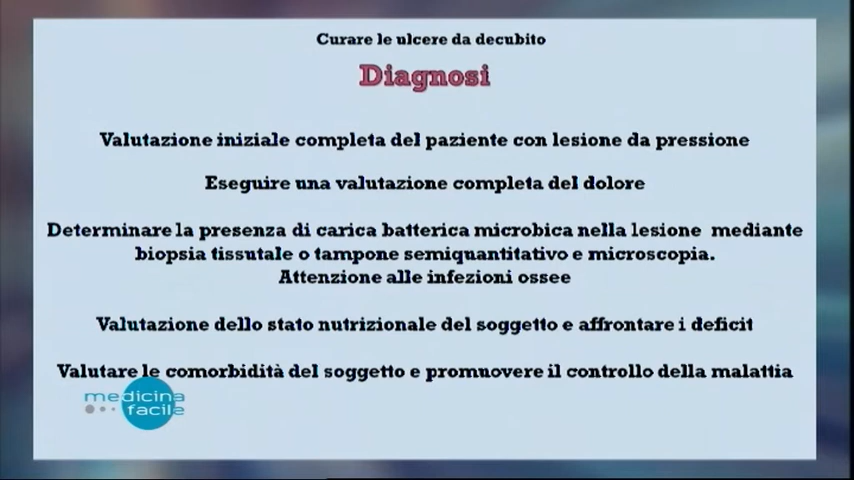 Curare le ulcere da decubito
Diagnosi
Valutazione iniziale completa del paziente con lesione da pressione
Eseguire una valutazione completa del dolore
Determinare la presenza di carica batterica microbica nella lesione mediante
biopsia tissutale o tampone semiquantitativo e microscopia.
Attenzione alle infezioni ossee
Valutazione dello stato nutrizionale del soggetto e affrontare i deficit
Valutare le comorbidità del soggetto e promuovere il controllo della malattia
medicina
facile